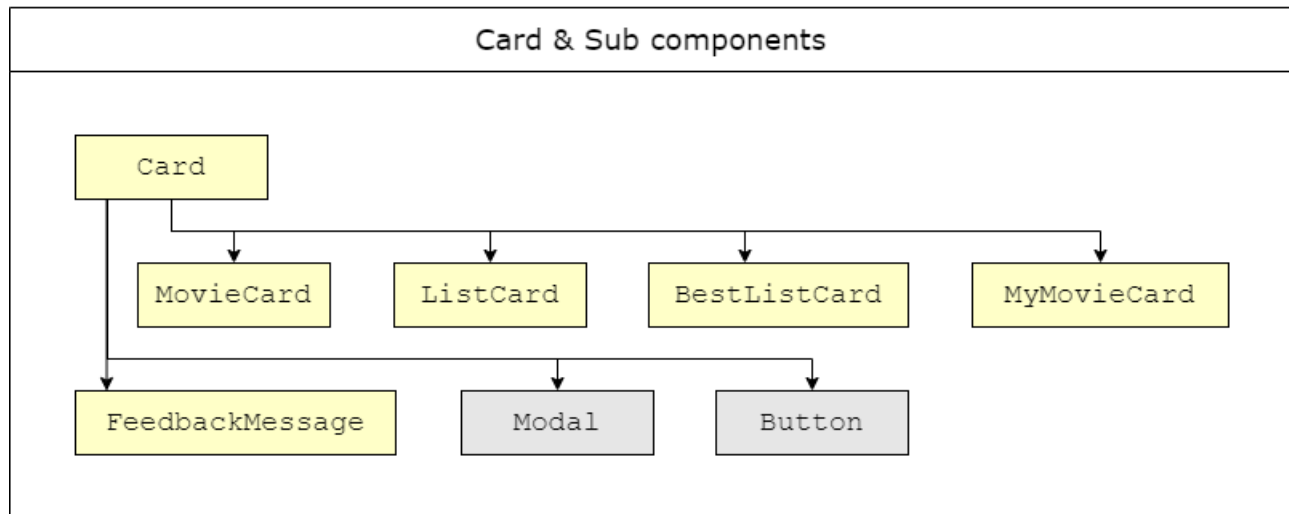 Card & Sub components
Card
MovieCard
ListCard
BestListCard
MyMovieCard
FeedbackMessage
Modal
Button